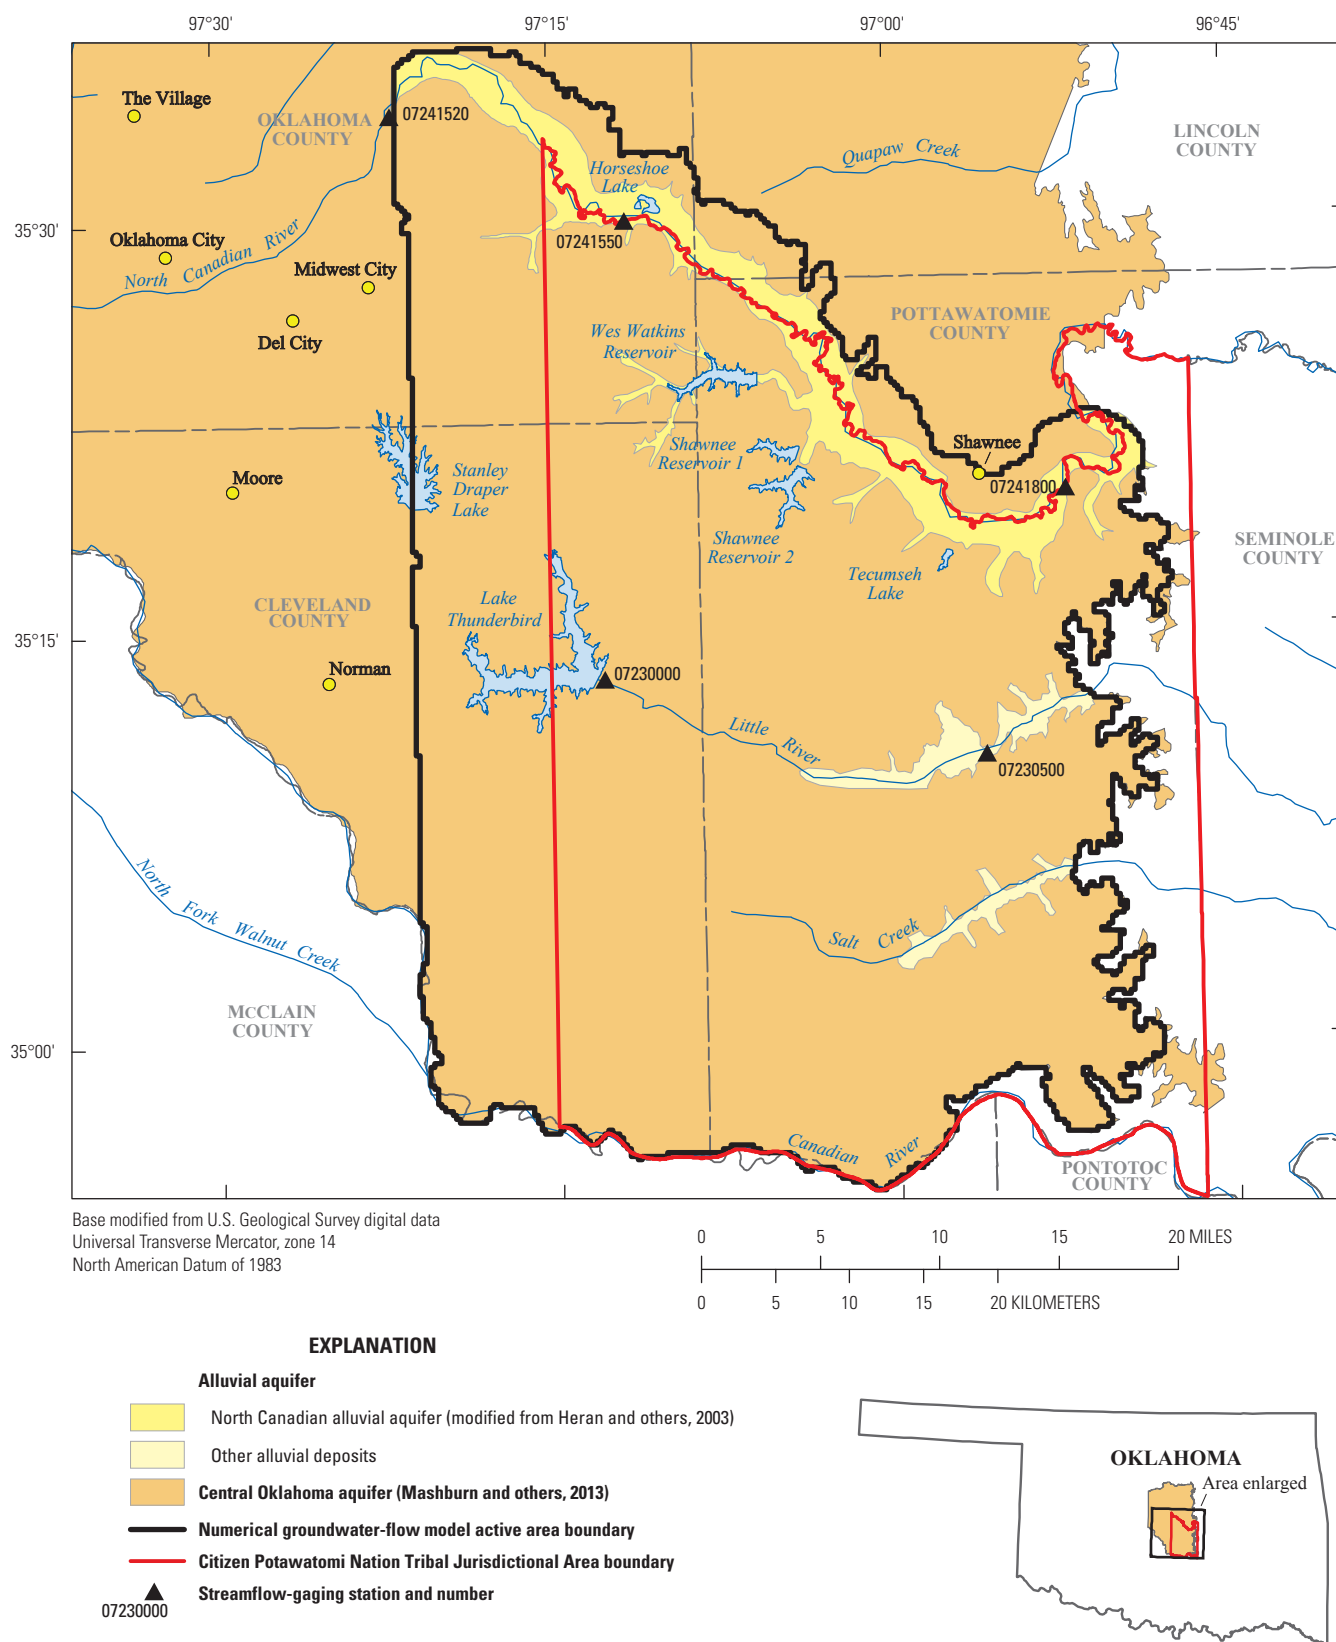 97°30'
97°15'
97°00'
96°45'
The Village
OKLAHOMA
COUNTY
07241520
LINCOLN
COUNTY
Quapaw Creek
Horseshoe
Lake
35°30'
Oklahoma City
North Canadian River
07241550
Midwest City
Del City
POTTAWATOMIE
COUNTY
Wes Watkins
Reservoir
Shawnee
Shawnee
Reservoir 1
Moore
Stanley
Draper
Lake
07241800
Shawnee
Reservoir 2
SEMINOLE
COUNTY
Tecumseh
Lake
CLEVELAND
COUNTY
Lake
Thunderbird
35°15'
Norman
07230000
Little River
07230500
North Fork Walnut Creek
Salt Creek
McCLAIN
COUNTY
35°00'
Canadian River
PONTOTOC
COUNTY
Base modified from U.S. Geological Survey digital data
Universal Transverse Mercator, zone 14
North American Datum of 1983
0 5 10 15 20 MILES
0 5 10 15 20 KILOMETERS
EXPLANATION
Alluvial aquifer
North Canadian alluvial aquifer (modified from Heran and others, 2003)
Other alluvial deposits
Central Oklahoma aquifer (Mashburn and others, 2013)
Numerical groundwater-flow model active area boundary
Citizen Potawatomi Nation Tribal Jurisdictional Area boundary
Streamflow-gaging station and number
07230000
OKLAHOMA
Area enlarged